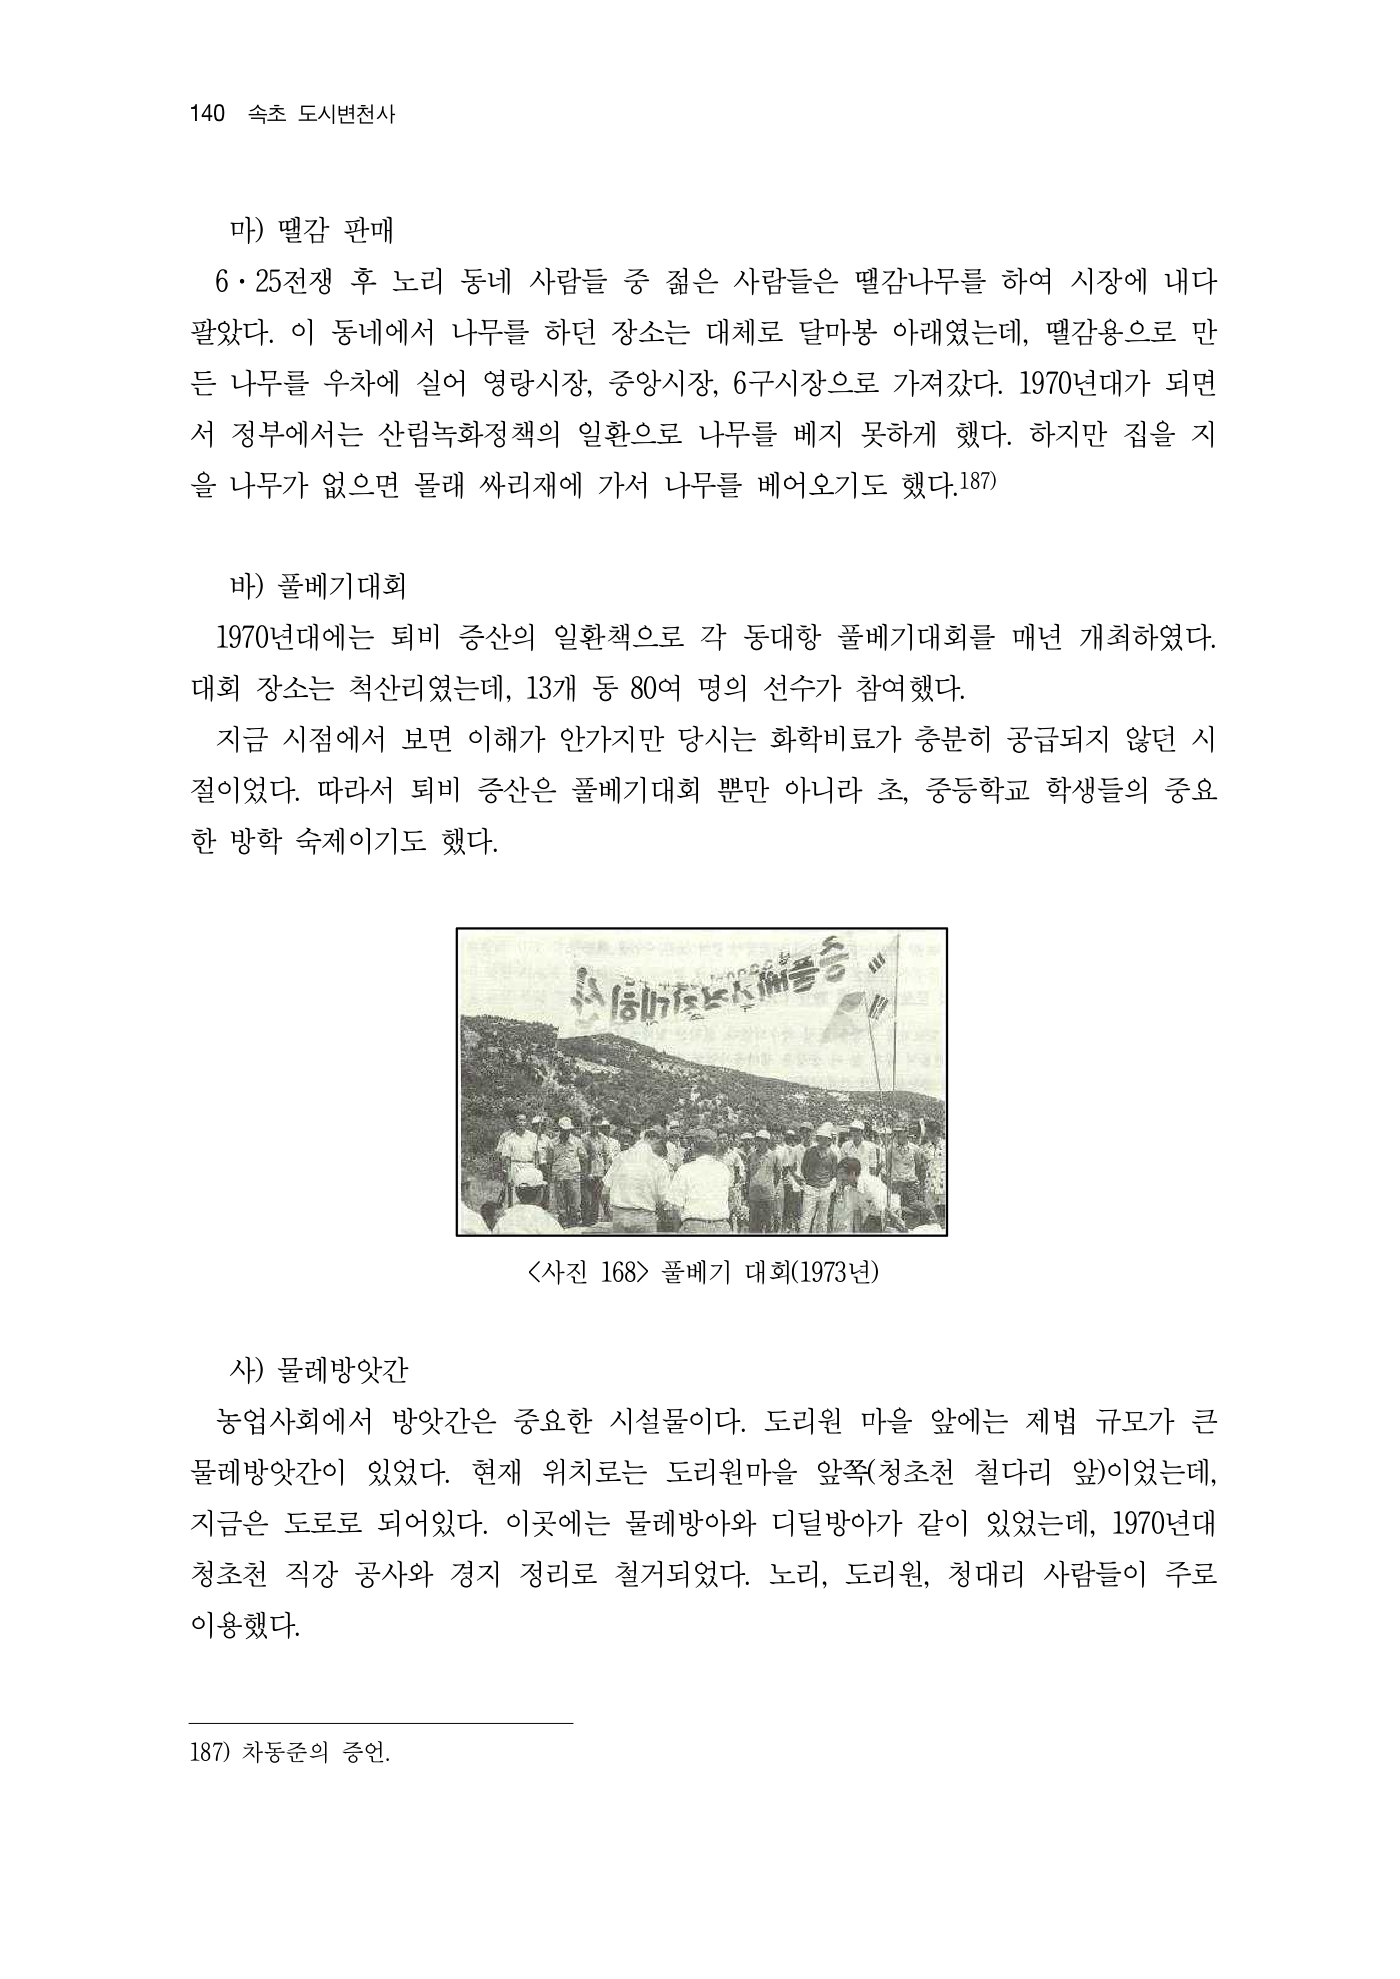 140 속초 도시변천사
마) 땔감 판매
6·25전쟁 후 노리 동네 사람들 중 젊은 사람들은 땔감나무를 하여 시장에 내다
팔았다. 이 동네에서 나무를 하던 장소는 대체로 달마봉 아래였는데, 땔감용으로 만
든 나무를 우차에 실어 영랑시장, 중앙시장, 6구시장으로 가져갔다. 1970년대가 되면
서 정부에서는 산림녹화정책의 일환으로 나무를 베지 못하게 했다. 하지만 집을 지
을 나무가 없으면 몰래 싸리재에 가서 나무를 베어오기도 했다.187)
바) 풀베기대회
1970년대에는 퇴비 증산의 일환책으로 각 동대항 풀베기대회를 매년 개최하였다.
대회 장소는 척산리였는데, 13개 동 80여 명의 선수가 참여했다.
지금 시점에서 보면 이해가 안가지만 당시는 화학비료가 충분히 공급되지 않던 시
절이었다. 따라서 퇴비 증산은 풀베기대회 뿐만 아니라 초, 중등학교 학생들의 중요
한 방학 숙제이기도 했다.
<사진 168> 풀베기 대회(1973년)
사) 물레방앗간
농업사회에서 방앗간은 중요한 시설물이다. 도리원 마을 앞에는 제법 규모가 큰
물레방앗간이 있었다. 현재 위치로는 도리원마을 앞쪽(청초천 철다리 앞)이었는데,
지금은 도로로 되어있다. 이곳에는 물레방아와 디딜방아가 같이 있었는데, 1970년대
청초천 직강 공사와 경지 정리로 철거되었다. 노리, 도리원, 청대리 사람들이 주로
이용했다.
187) 차동준의 증언.